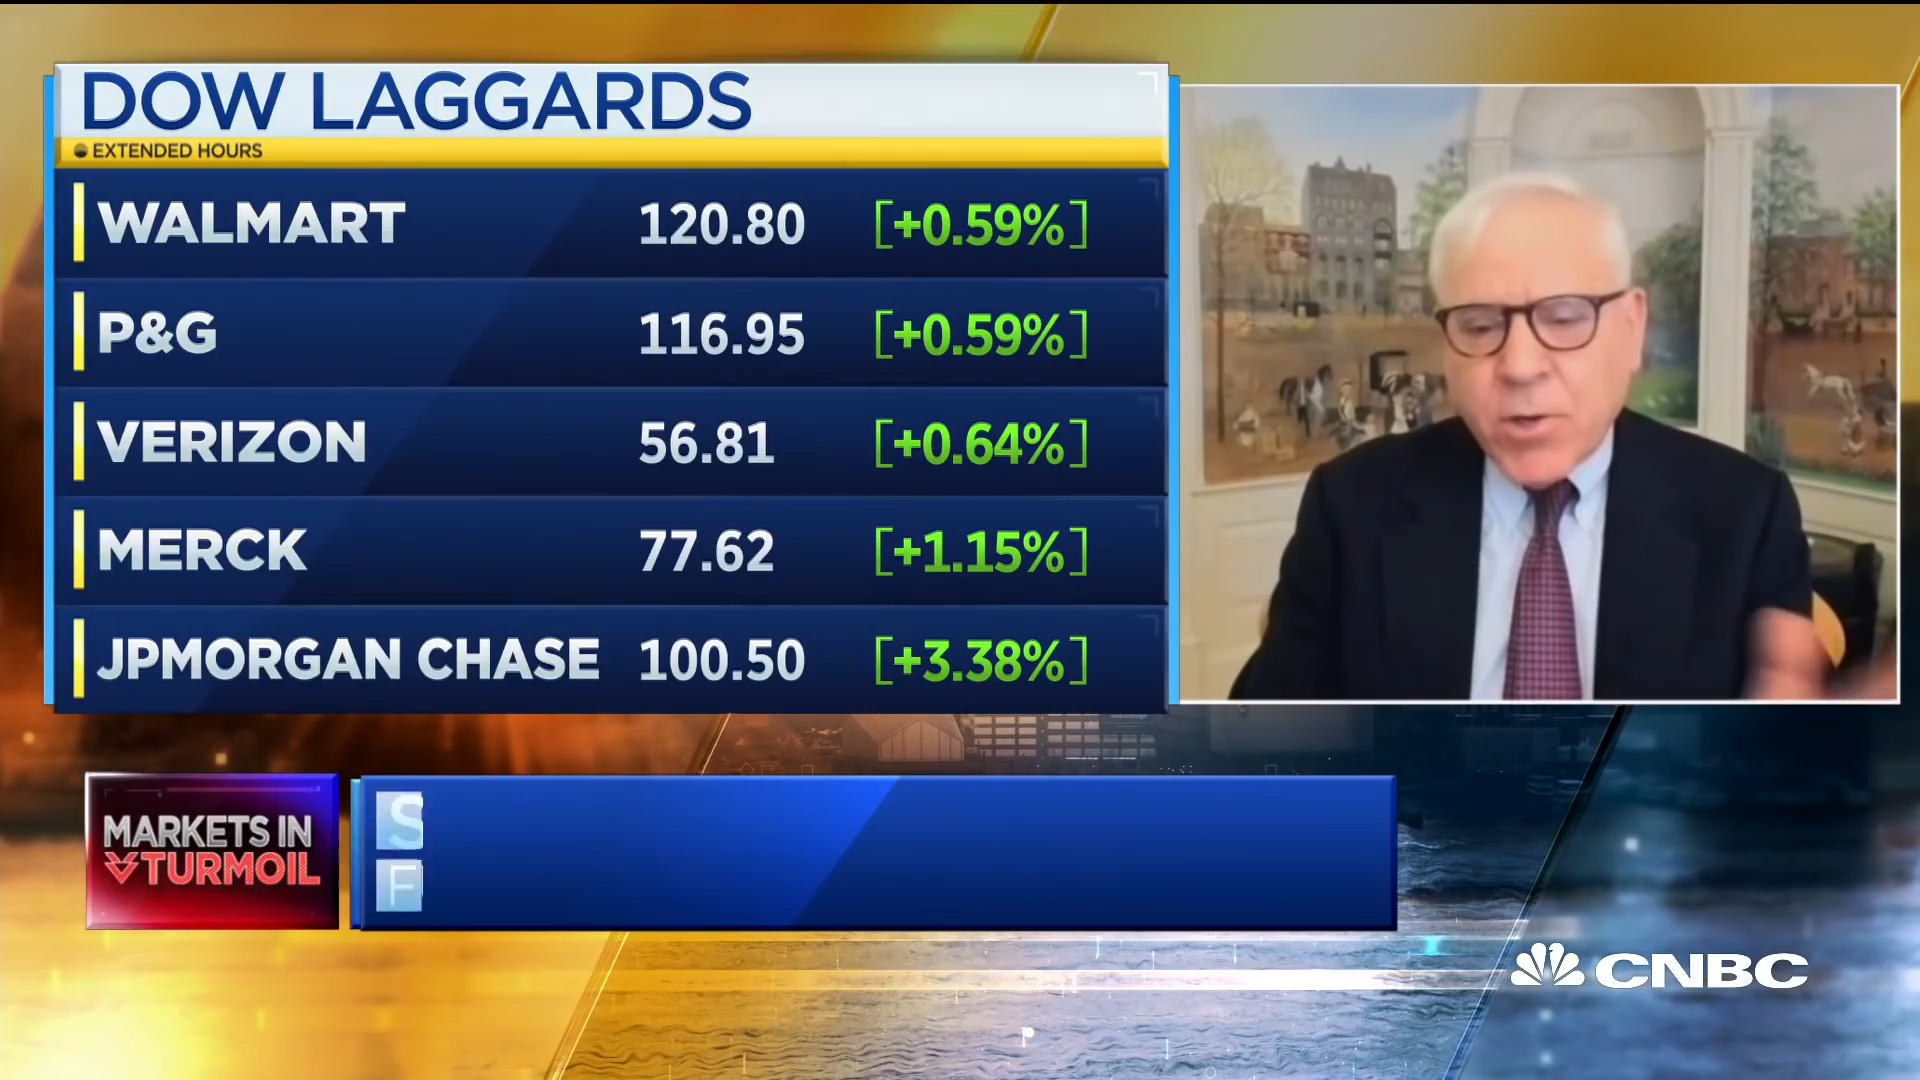 DOW LAGGARDS
EXTENDED HOURS
WALMART 120.80 [+0.59%]
P&G 116.95 [+0.59%]
VERIZON 56.81 [+0.64%]
MERCK 77.62 [+1.15%]
JPMORGAN CHASE 100.50 [+3.38%]
MARKETS IN
TURMOIL
S
F
CNBC